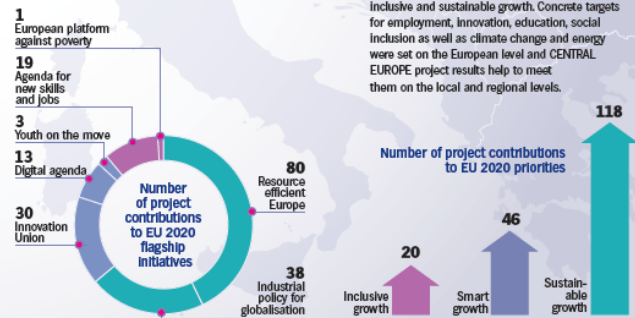 inclusive and sustainable growth. Concrete targets
for employment, innovation, education, social
inclusion as well as climate change and energy
were set on the European level and CENTRAL
EUROPE project results help to meet
them on the local and regional levels.
1
European platform
against poverty
19
Agenda for
new skills
and jobs
3
Youth on the move
13
Digital agenda
30
Innovation
Union
Number
of project
contributions
to EU 2020
flagship
initiatives
80
Resource
efficient
Europe
38
Industrial
policy for
globalisation
Number of project contributions
to EU 2020 priorities
20
Inclusive
growth
46
Smart
growth
118
Sustain-
able
growth